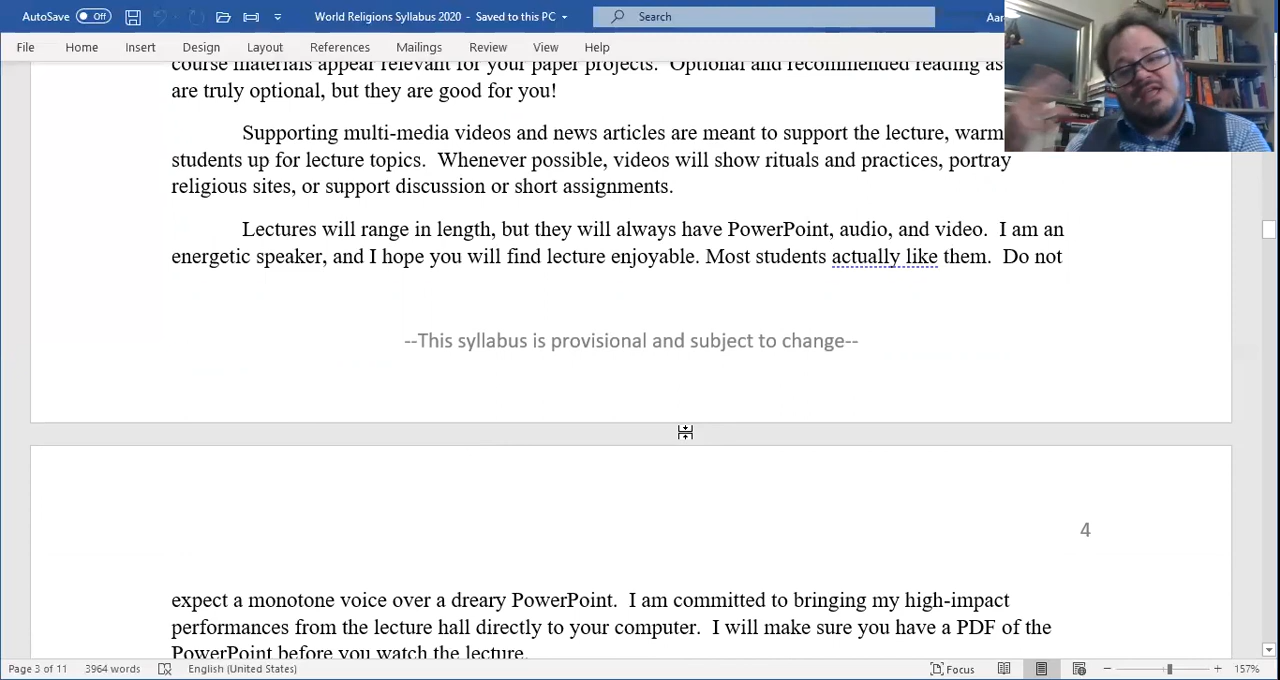 AutoSave Off World Religions Syllabus 2020 - Saved to this PC Search Aar
File Home Insert Design Layout References Mailings Review View Help
course materials appear relevant for your paper projects. Optional and recommended reading as
are truly optional, but they are good for you!
Supporting multi-media videos and news articles are meant to support the lecture, warm
students up for lecture topics. Whenever possible, videos will show rituals and practices, portray
religious sites, or support discussion or short assignments.
Lectures will range in length, but they will always have PowerPoint, audio, and video. I am an
energetic speaker, and I hope you will find lecture enjoyable. Most students actually like them. Do not
--This syllabus is provisional and subject to change--
4
expect a monotone voice over a dreary PowerPoint. I am committed to bringing my high-impact
performances from the lecture hall directly to your computer. I will make sure you have a PDF of the
PowerPoint before you watch the lecture.
Page 3 of 11 3964 words English (United States) Focus 157%